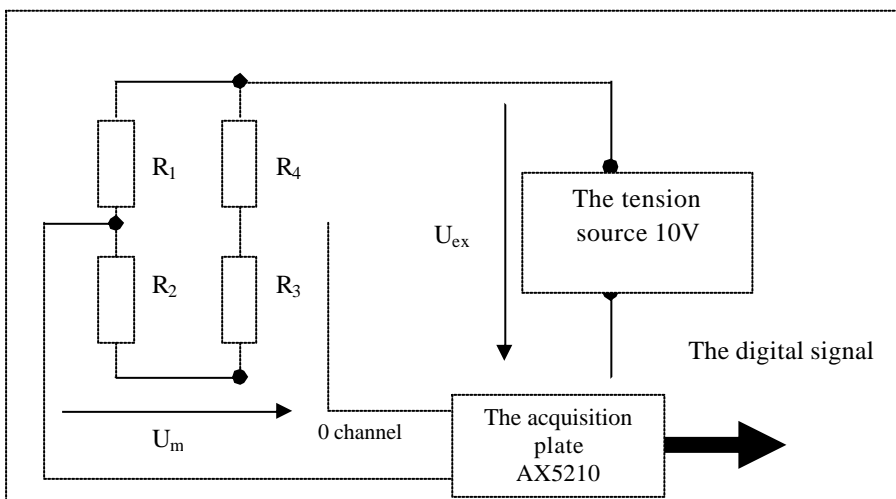 R1
R4
The tension
source 10V
Uex
R2
R3
The digital signal
Um
0 channel
The acquisition
plate
AX5210